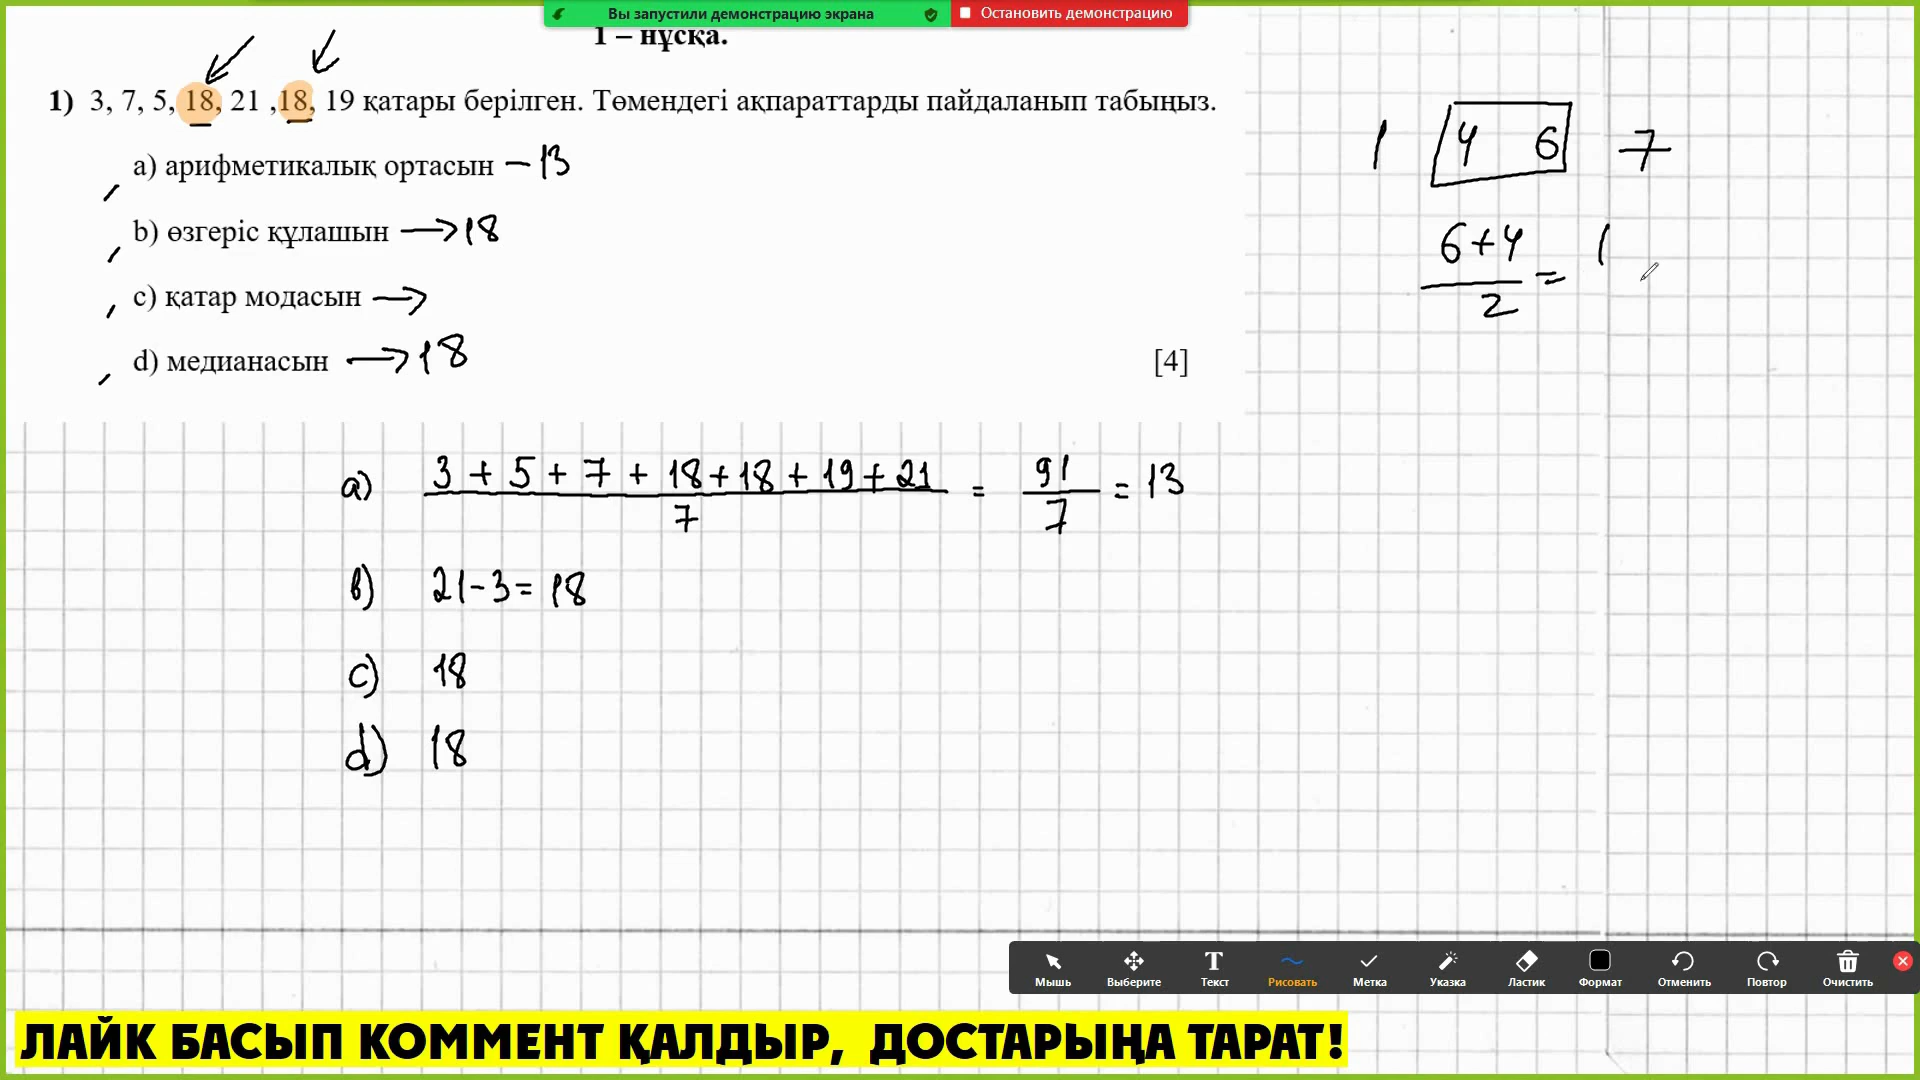 Вы запустили демонстрацию экрана
Остановить демонстрацию
1 – нұсқа.
1) 3, 7, 5, 18, 21 ,18, 19 қатары берілген. Төмендегі ақпараттарды пайдаланып табыңыз.
a) арифметикалық ортасын – 13
b) өзгеріс құлашын → 18
c) қатар модасын →
d) медианасын → 18
[4]
1 4 6 7
6+4
2
= 1
a) 3 + 5 + 7 + 18 + 18 + 19 + 21 = 91 = 13
7 7
b) 21-3= 18
c) 18
d) 18
Мышь Выберите Текст Рисовать Метка Указка Ластик Формат Отменить Повтор Очистить
ЛАЙК БАСЫП КОММЕНТ ҚАЛДЫР, ДОСТАРЫҢА ТАРАТ!